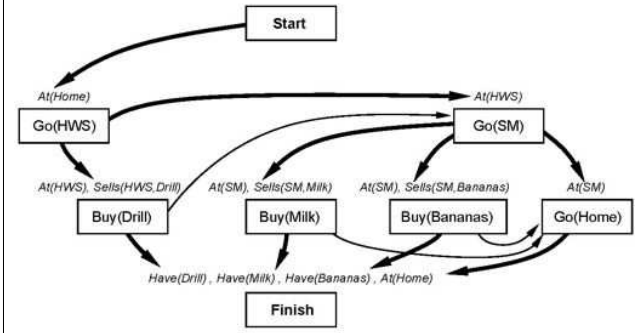 Start
At(Home) At(HWS)
Go(HWS) Go(SM)
At(HWS), Sells(HWS,Drill) At(SM), Sells(SM,Milk) At(SM), Sells(SM,Bananas) At(SM)
Buy(Drill) Buy(Milk) Buy(Bananas) Go(Home)
Have(Drill) , Have(Milk) , Have(Bananas) , At(Home)
Finish